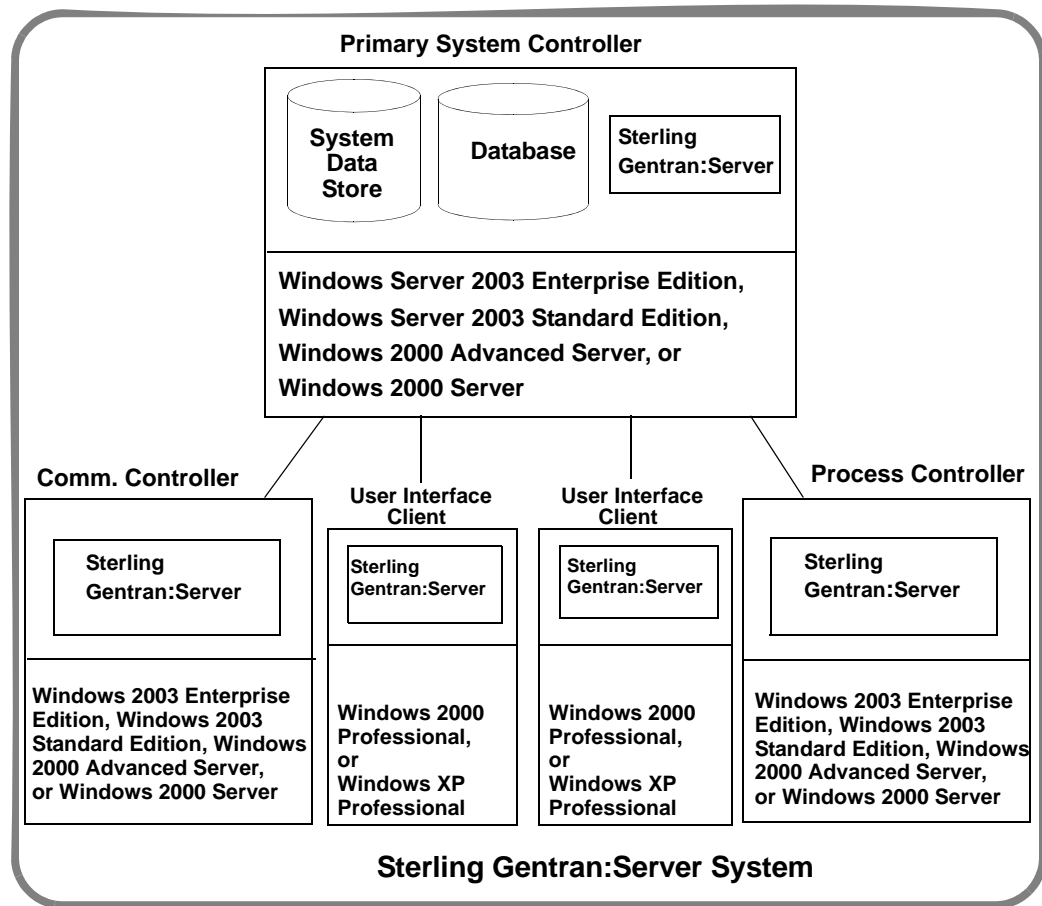 Primary System Controller
System
Data
Store
Database
Sterling
Gentran:Server
Windows Server 2003 Enterprise Edition,
Windows Server 2003 Standard Edition,
Windows 2000 Advanced Server, or
Windows 2000 Server
Comm. Controller
Sterling
Gentran:Server
Windows 2003 Enterprise
Edition, Windows 2003
Standard Edition, Windows
2000 Advanced Server,
or Windows 2000 Server
User Interface
Client
Sterling
Gentran:Server
Windows 2000
Professional,
or
Windows XP
Professional
User Interface
Client
Sterling
Gentran:Server
Windows 2000
Professional,
or
Windows XP
Professional
Process Controller
Sterling
Gentran:Server
Windows 2003 Enterprise
Edition, Windows 2003
Standard Edition, Windows
2000 Advanced Server,
or Windows 2000 Server
Sterling Gentran:Server System